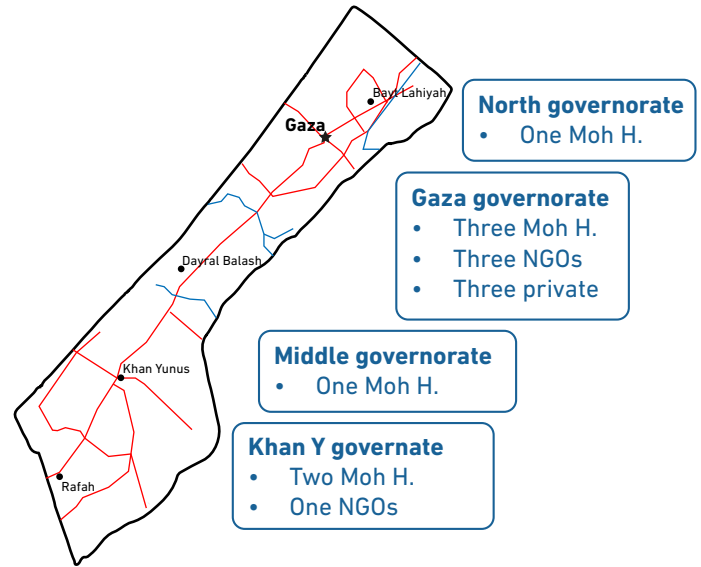 Bayt Lahiyah
Gaza
Dayral Balash
Khan Yunus
Rafah
North governorate
• One Moh H.
Gaza governorate
• Three Moh H.
• Three NGOs
• Three private
Middle governorate
• One Moh H.
Khan Y governate
• Two Moh H.
• One NGOs